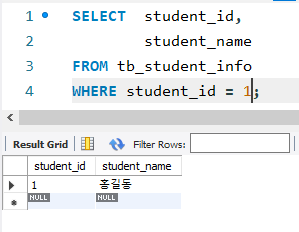 1 SELECT student_id,
2 student_name
3 FROM tb_student_info
4 WHERE student_id = 1;
Result Grid Filter Rows:
student_id student_name
1 홍길동
NULL NULL